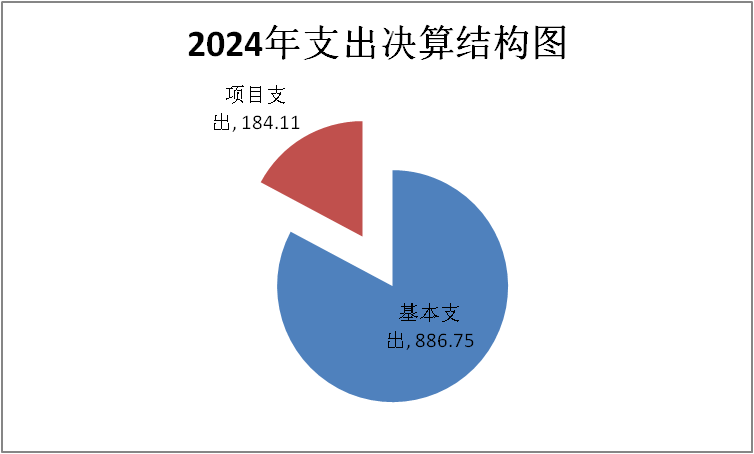 2024年支出决算结构图
项目支
出, 184.11
基本支
出, 886.75